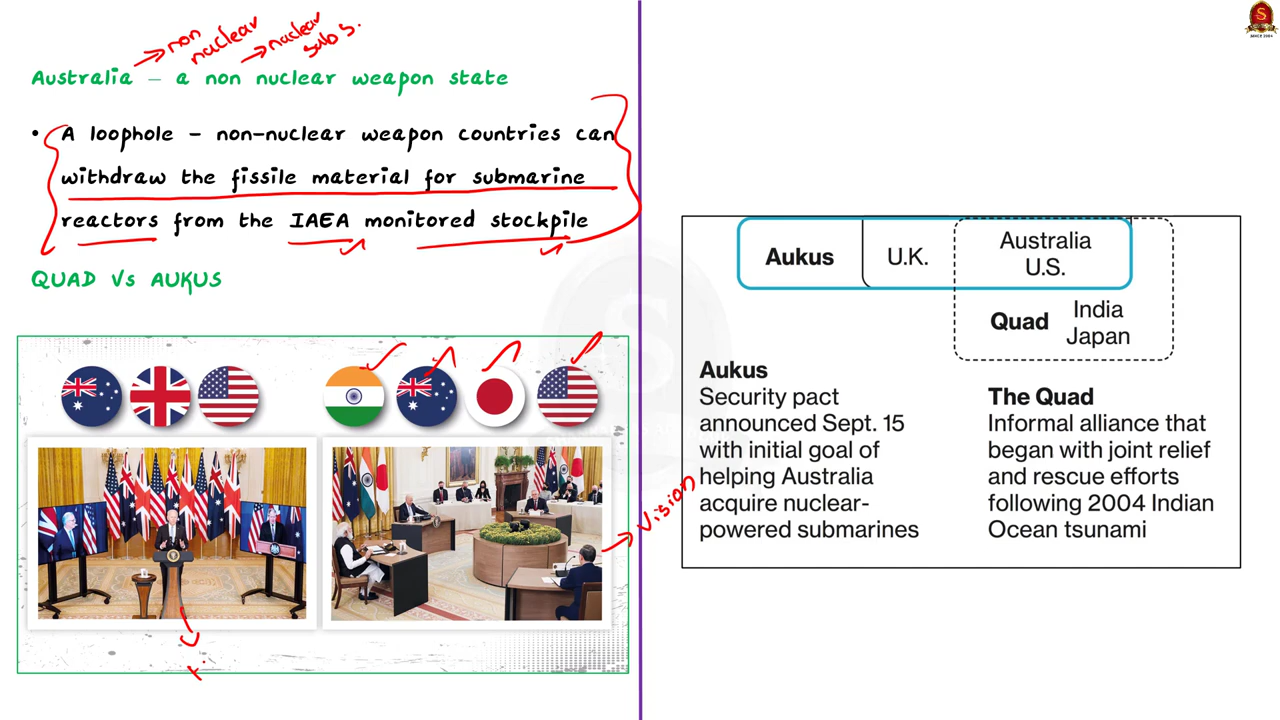 non nuclear
nuclear subs.
Australia – a non nuclear weapon state
• A loophole – non-nuclear weapon countries can
withdraw the fissile material for submarine
reactors from the IAEA monitored stockpile
QUAD Vs AUKUS
Vision
S
SINCE 2004
Aukus
U.K.
Australia
U.S.
Quad
India
Japan
Aukus
Security pact
announced Sept. 15
with initial goal of
helping Australia
acquire nuclear-
powered submarines
The Quad
Informal alliance that
began with joint relief
and rescue efforts
following 2004 Indian
Ocean tsunami